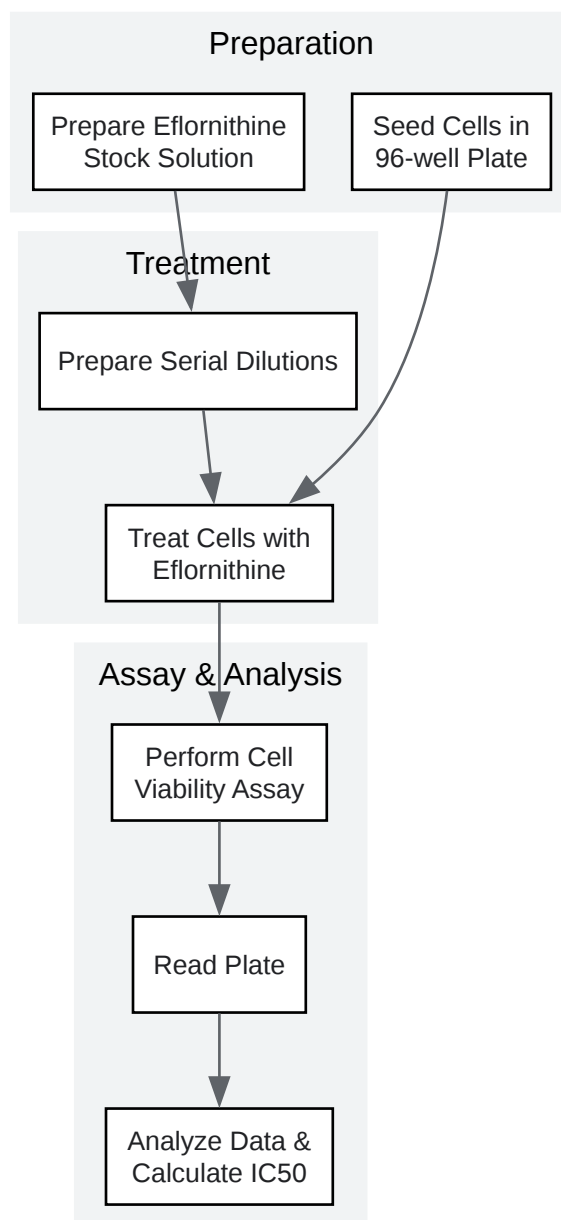 Preparation
Prepare Eflornithine
Stock Solution
Seed Cells in
96-well Plate
Treatment
Prepare Serial Dilutions
Treat Cells with
Eflornithine
Assay & Analysis
Perform Cell
Viability Assay
Read Plate
Analyze Data &
Calculate IC50